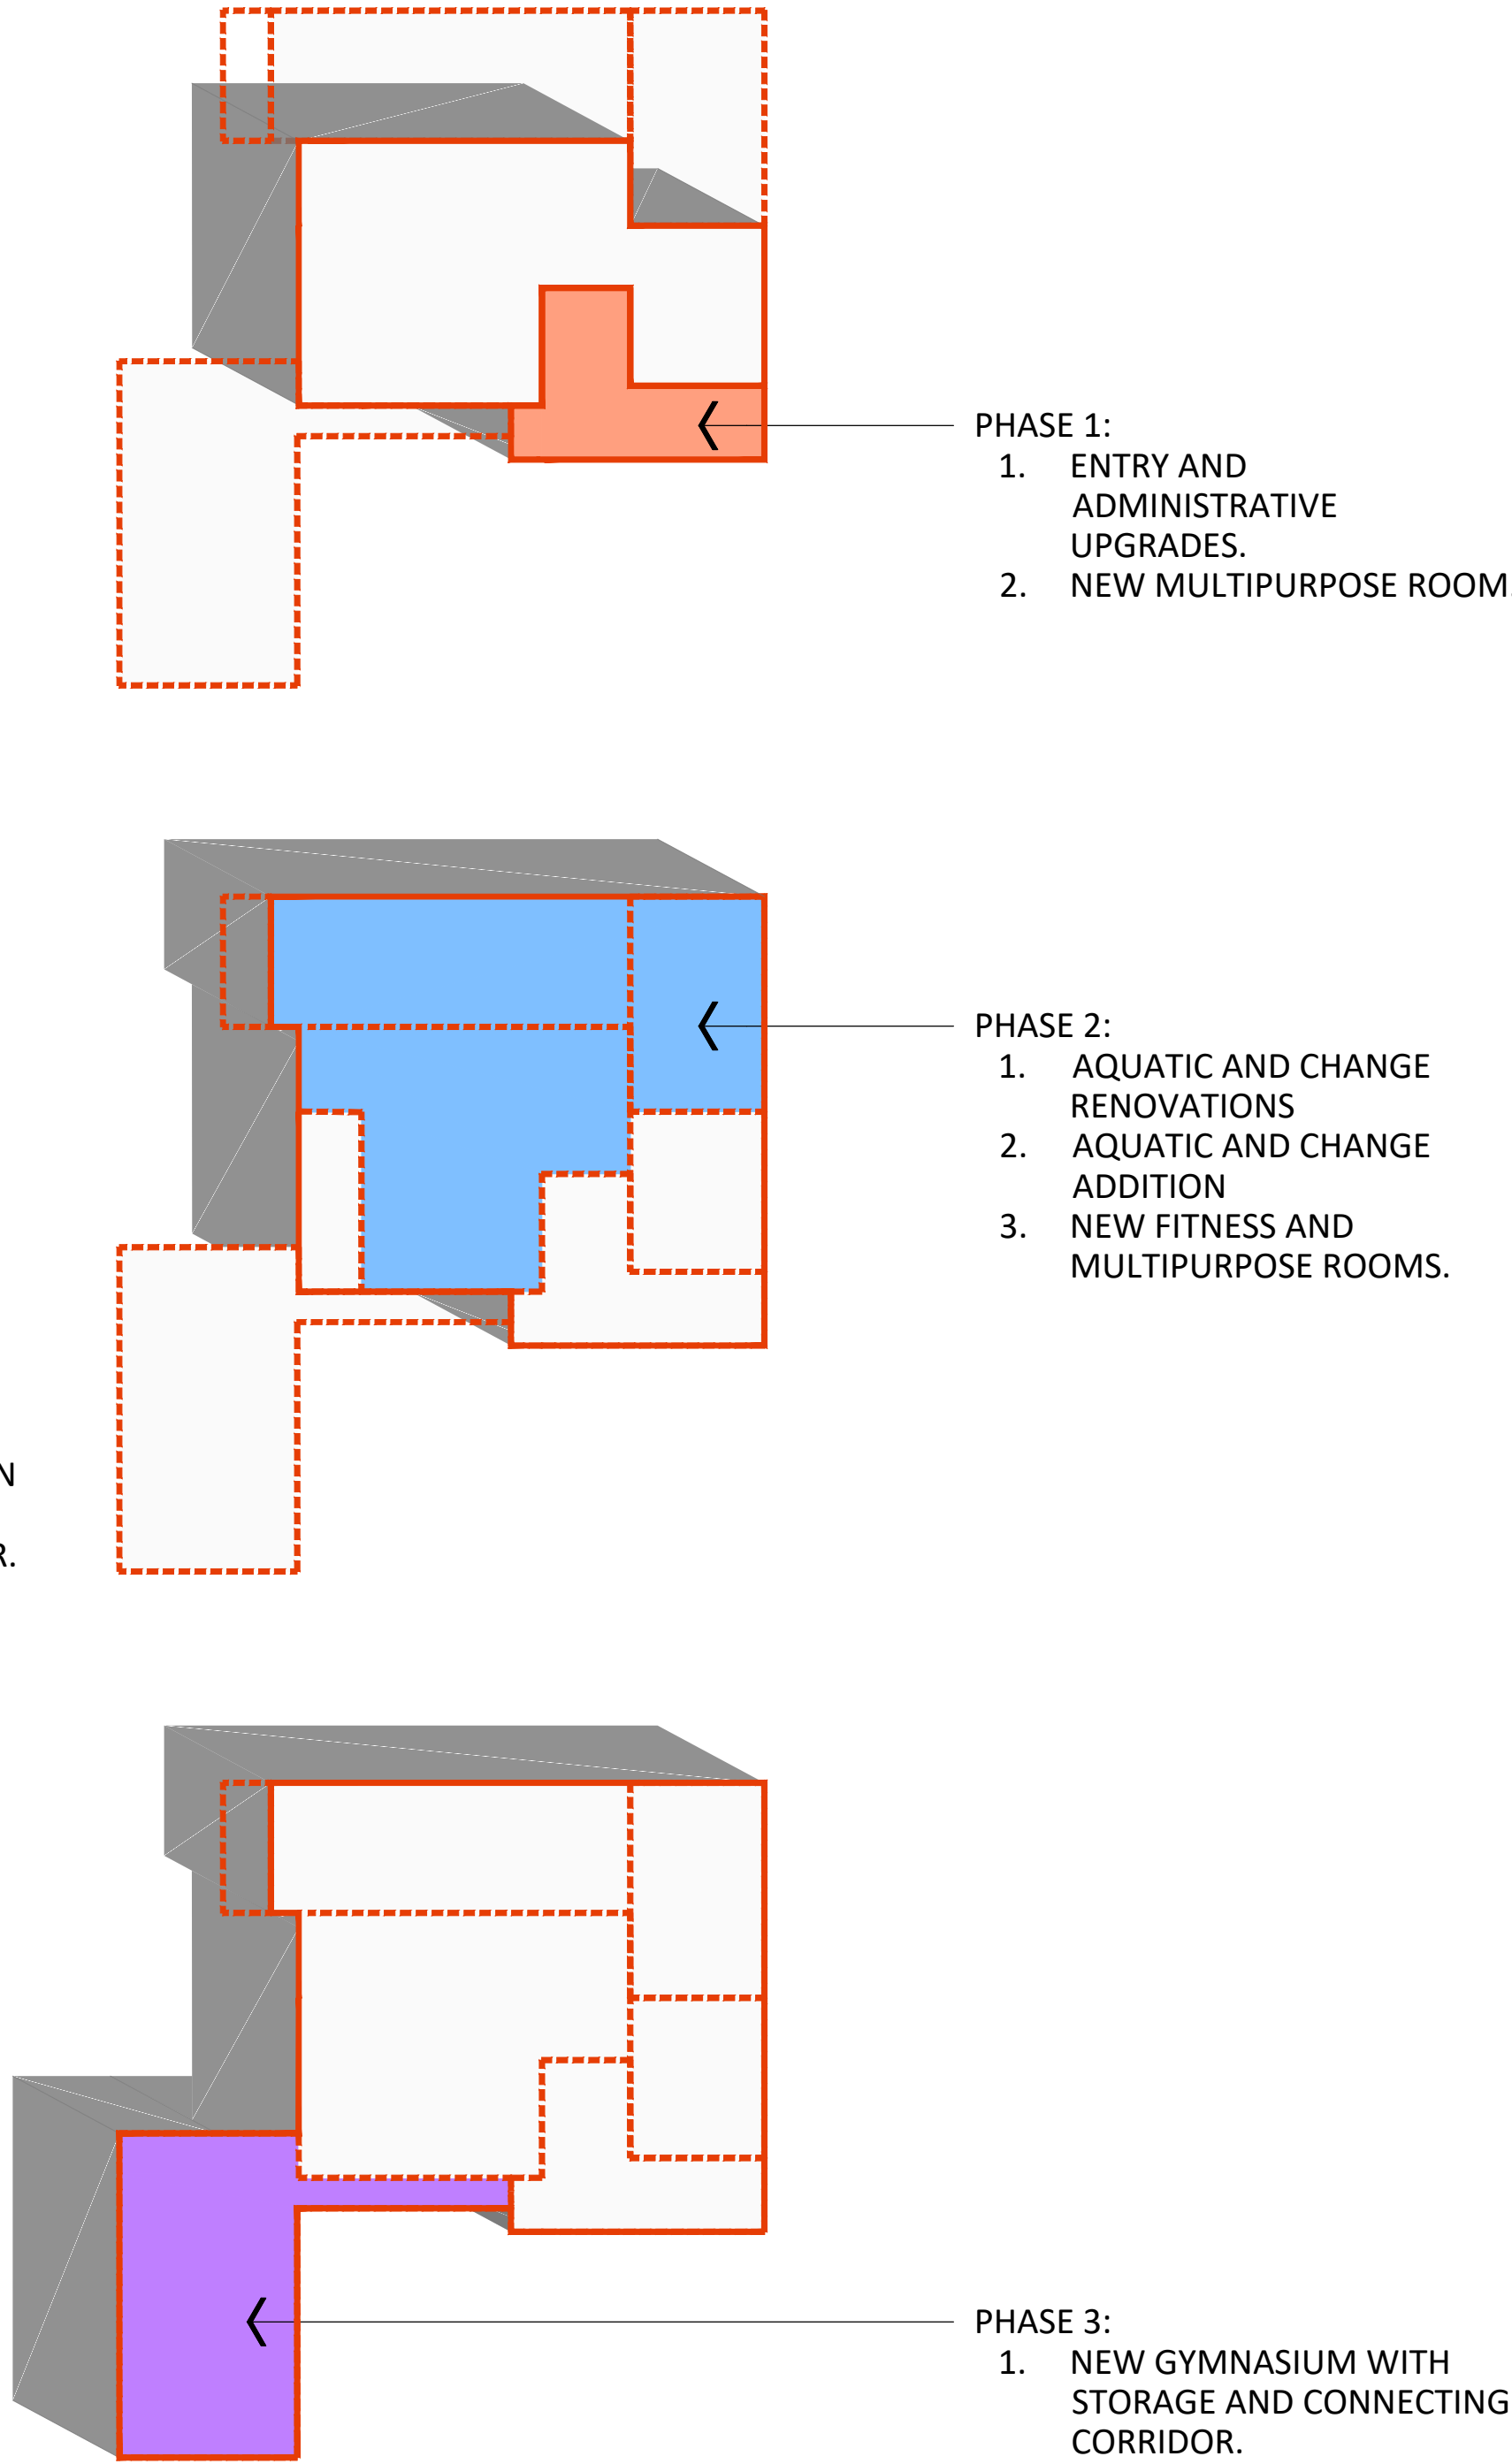 PHASE 1:
1. ENTRY AND
ADMINISTRATIVE
UPGRADES.
2. NEW MULTIPURPOSE ROOM.
PHASE 2:
1. AQUATIC AND CHANGE
RENOVATIONS
2. AQUATIC AND CHANGE
ADDITION
3. NEW FITNESS AND
MULTIPURPOSE ROOMS.
N
R.
PHASE 3:
1. NEW GYMNASIUM WITH
STORAGE AND CONNECTING
CORRIDOR.